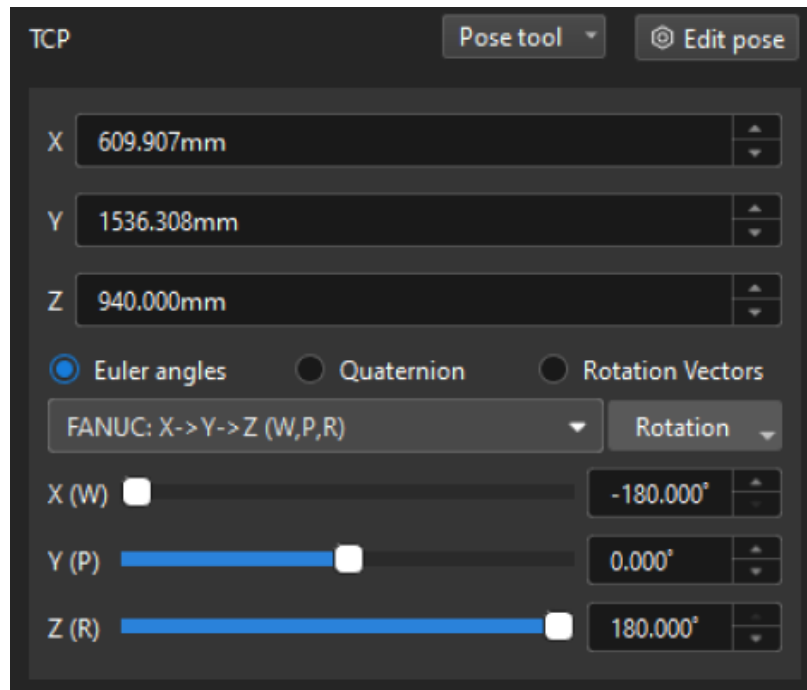 TCP Pose tool Edit pose
X 609.907mm
Y 1536.308mm
Z 940.000mm
Euler angles Quaternion Rotation Vectors
FANUC: X->Y->Z (W,P,R) Rotation
X (W) -180.000°
Y (P) 0.000°
Z (R) 180.000°